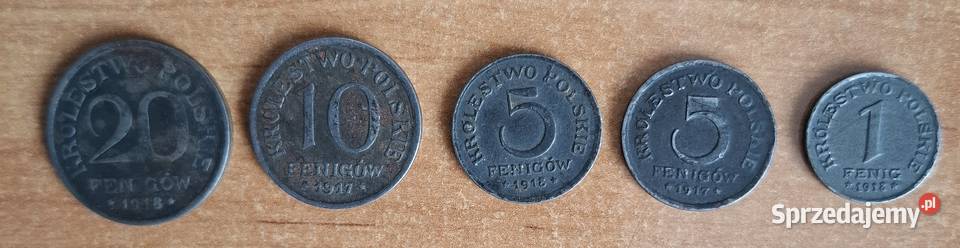 KRÓLESTWO POLSKIE
20
FENIGÓW
* 1918 *
KRÓLESTWO POLSKIE
10
FENIGÓW
* 1917 *
KRÓLESTWO POLSKIE
5
FENIGÓW
* 1918 *
KRÓLESTWO POLSKIE
5
FENIGÓW
* 1917 *
KRÓLESTWO POLSKIE
1
FENIG
* 1918 *
Sprzedajemy.pl